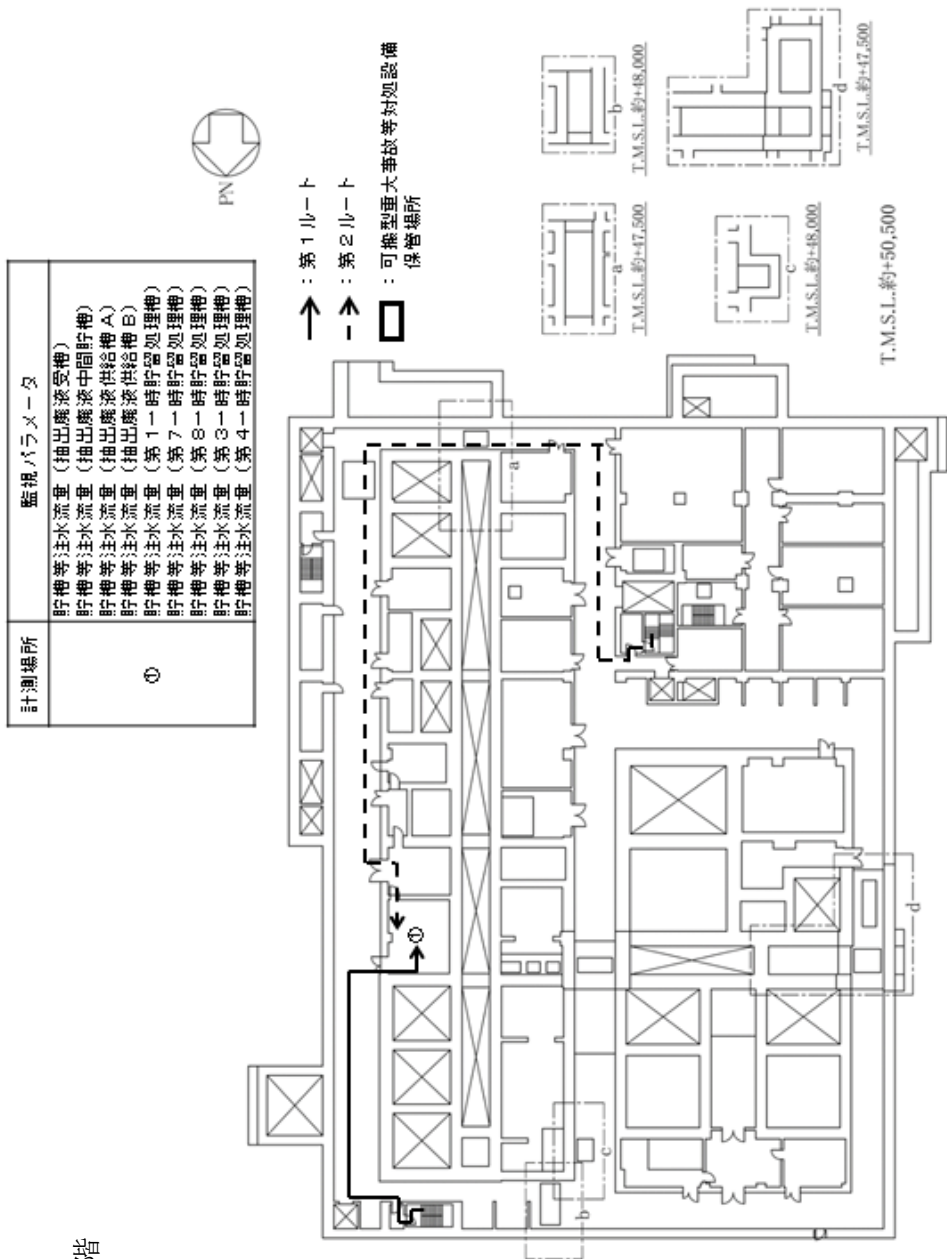 計測場所
監視パラメータ
①
貯槽等注水流量（抽出廃液受槽）
貯槽等注水流量（抽出廃液中間貯槽）
貯槽等注水流量（抽出廃液供給槽A）
貯槽等注水流量（抽出廃液供給槽B）
貯槽等注水流量（第1一時貯留処理槽）
貯槽等注水流量（第7一時貯留処理槽）
貯槽等注水流量（第8一時貯留処理槽）
貯槽等注水流量（第3一時貯留処理槽）
貯槽等注水流量（第4一時貯留処理槽）
PN
：第1ルート
：第2ルート
：可搬型重大事故等対処設備
保管場所
①
a
b
c
d
a
T.M.S.L.約+47,500
b
T.M.S.L.約+48,000
c
T.M.S.L.約+48,000
d
T.M.S.L.約+47,500
T.M.S.L.約+50,500
階